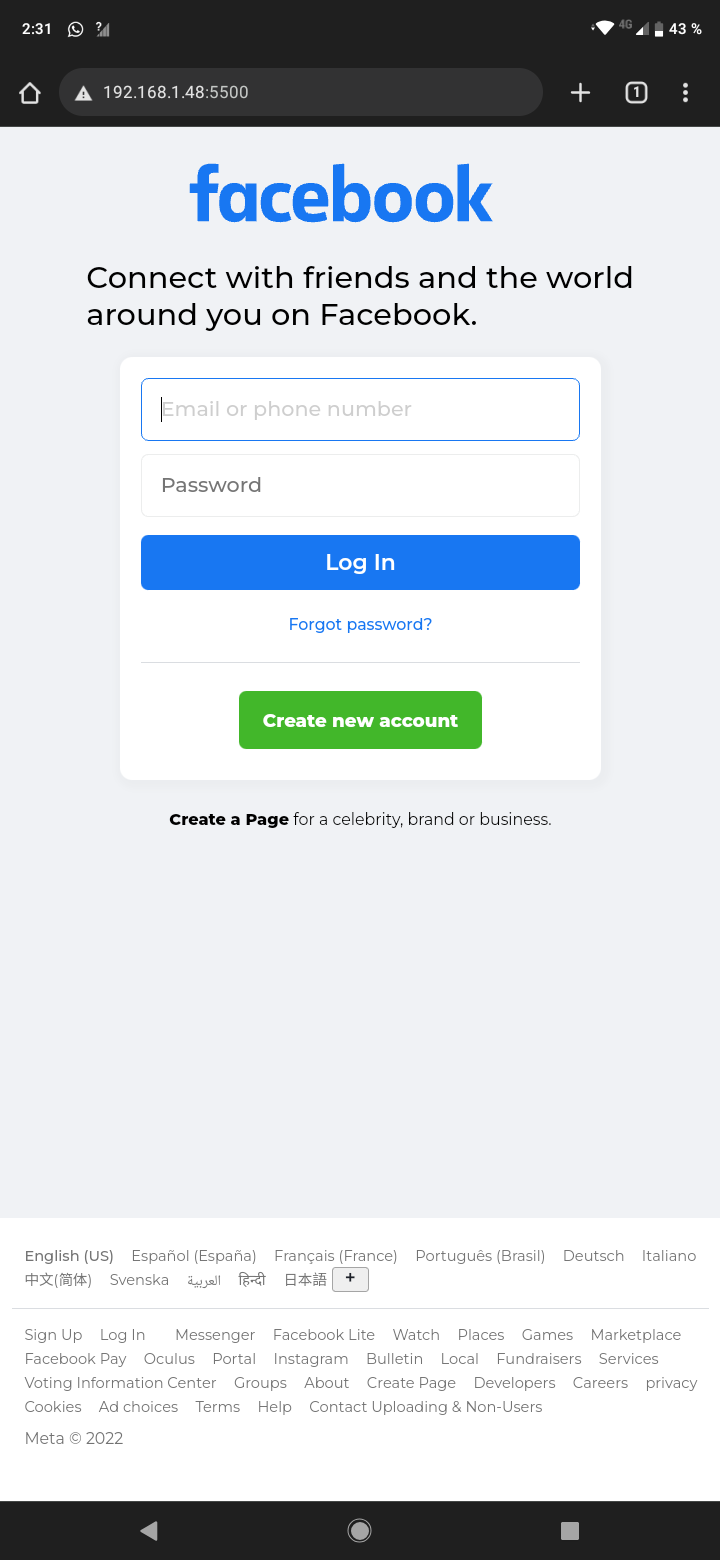 2:31 ? 4G 43 %
192.168.1.48:5500 1
facebook
Connect with friends and the world
around you on Facebook.
Email or phone number
Password
Log In
Forgot password?
Create new account
Create a Page for a celebrity, brand or business.
English (US) Español (España) Français (France) Português (Brasil) Deutsch Italiano
中文(简体) Svenska العربية हिन्दी 日本語 +
Sign Up Log In Messenger Facebook Lite Watch Places Games Marketplace
Facebook Pay Oculus Portal Instagram Bulletin Local Fundraisers Services
Voting Information Center Groups About Create Page Developers Careers privacy
Cookies Ad choices Terms Help Contact Uploading & Non-Users
Meta © 2022